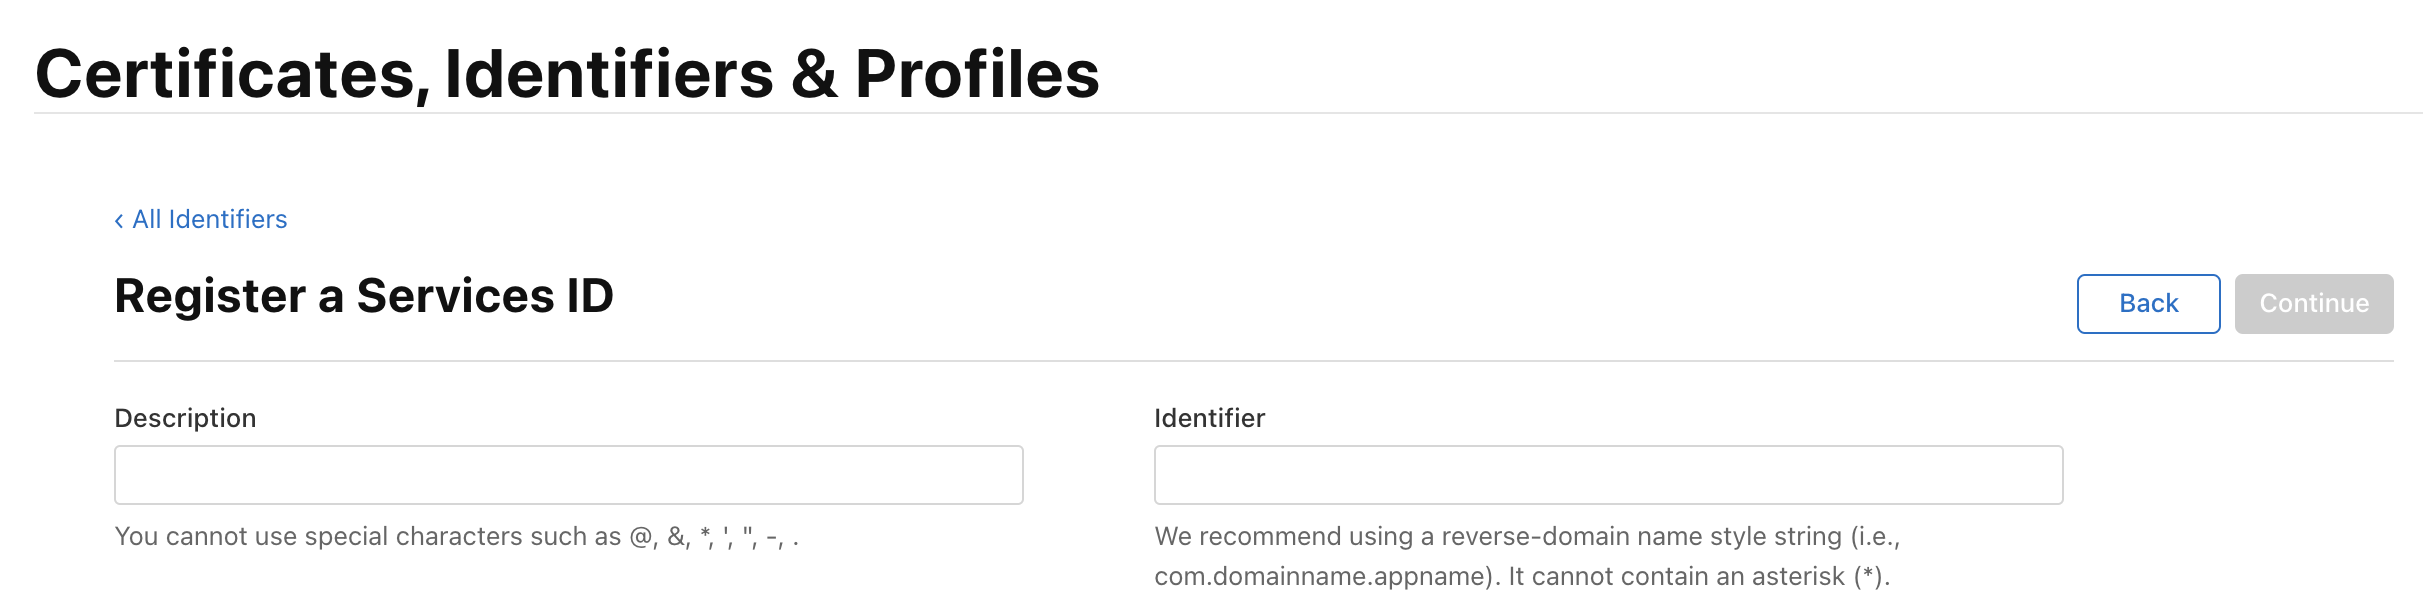 Certificates, Identifiers & Profiles
‹ All Identifiers
Register a Services ID
Back
Continue
Description
Identifier
You cannot use special characters such as @, &, *, ', ", -, .
We recommend using a reverse-domain name style string (i.e.,
com.domainname.appname). It cannot contain an asterisk (*).